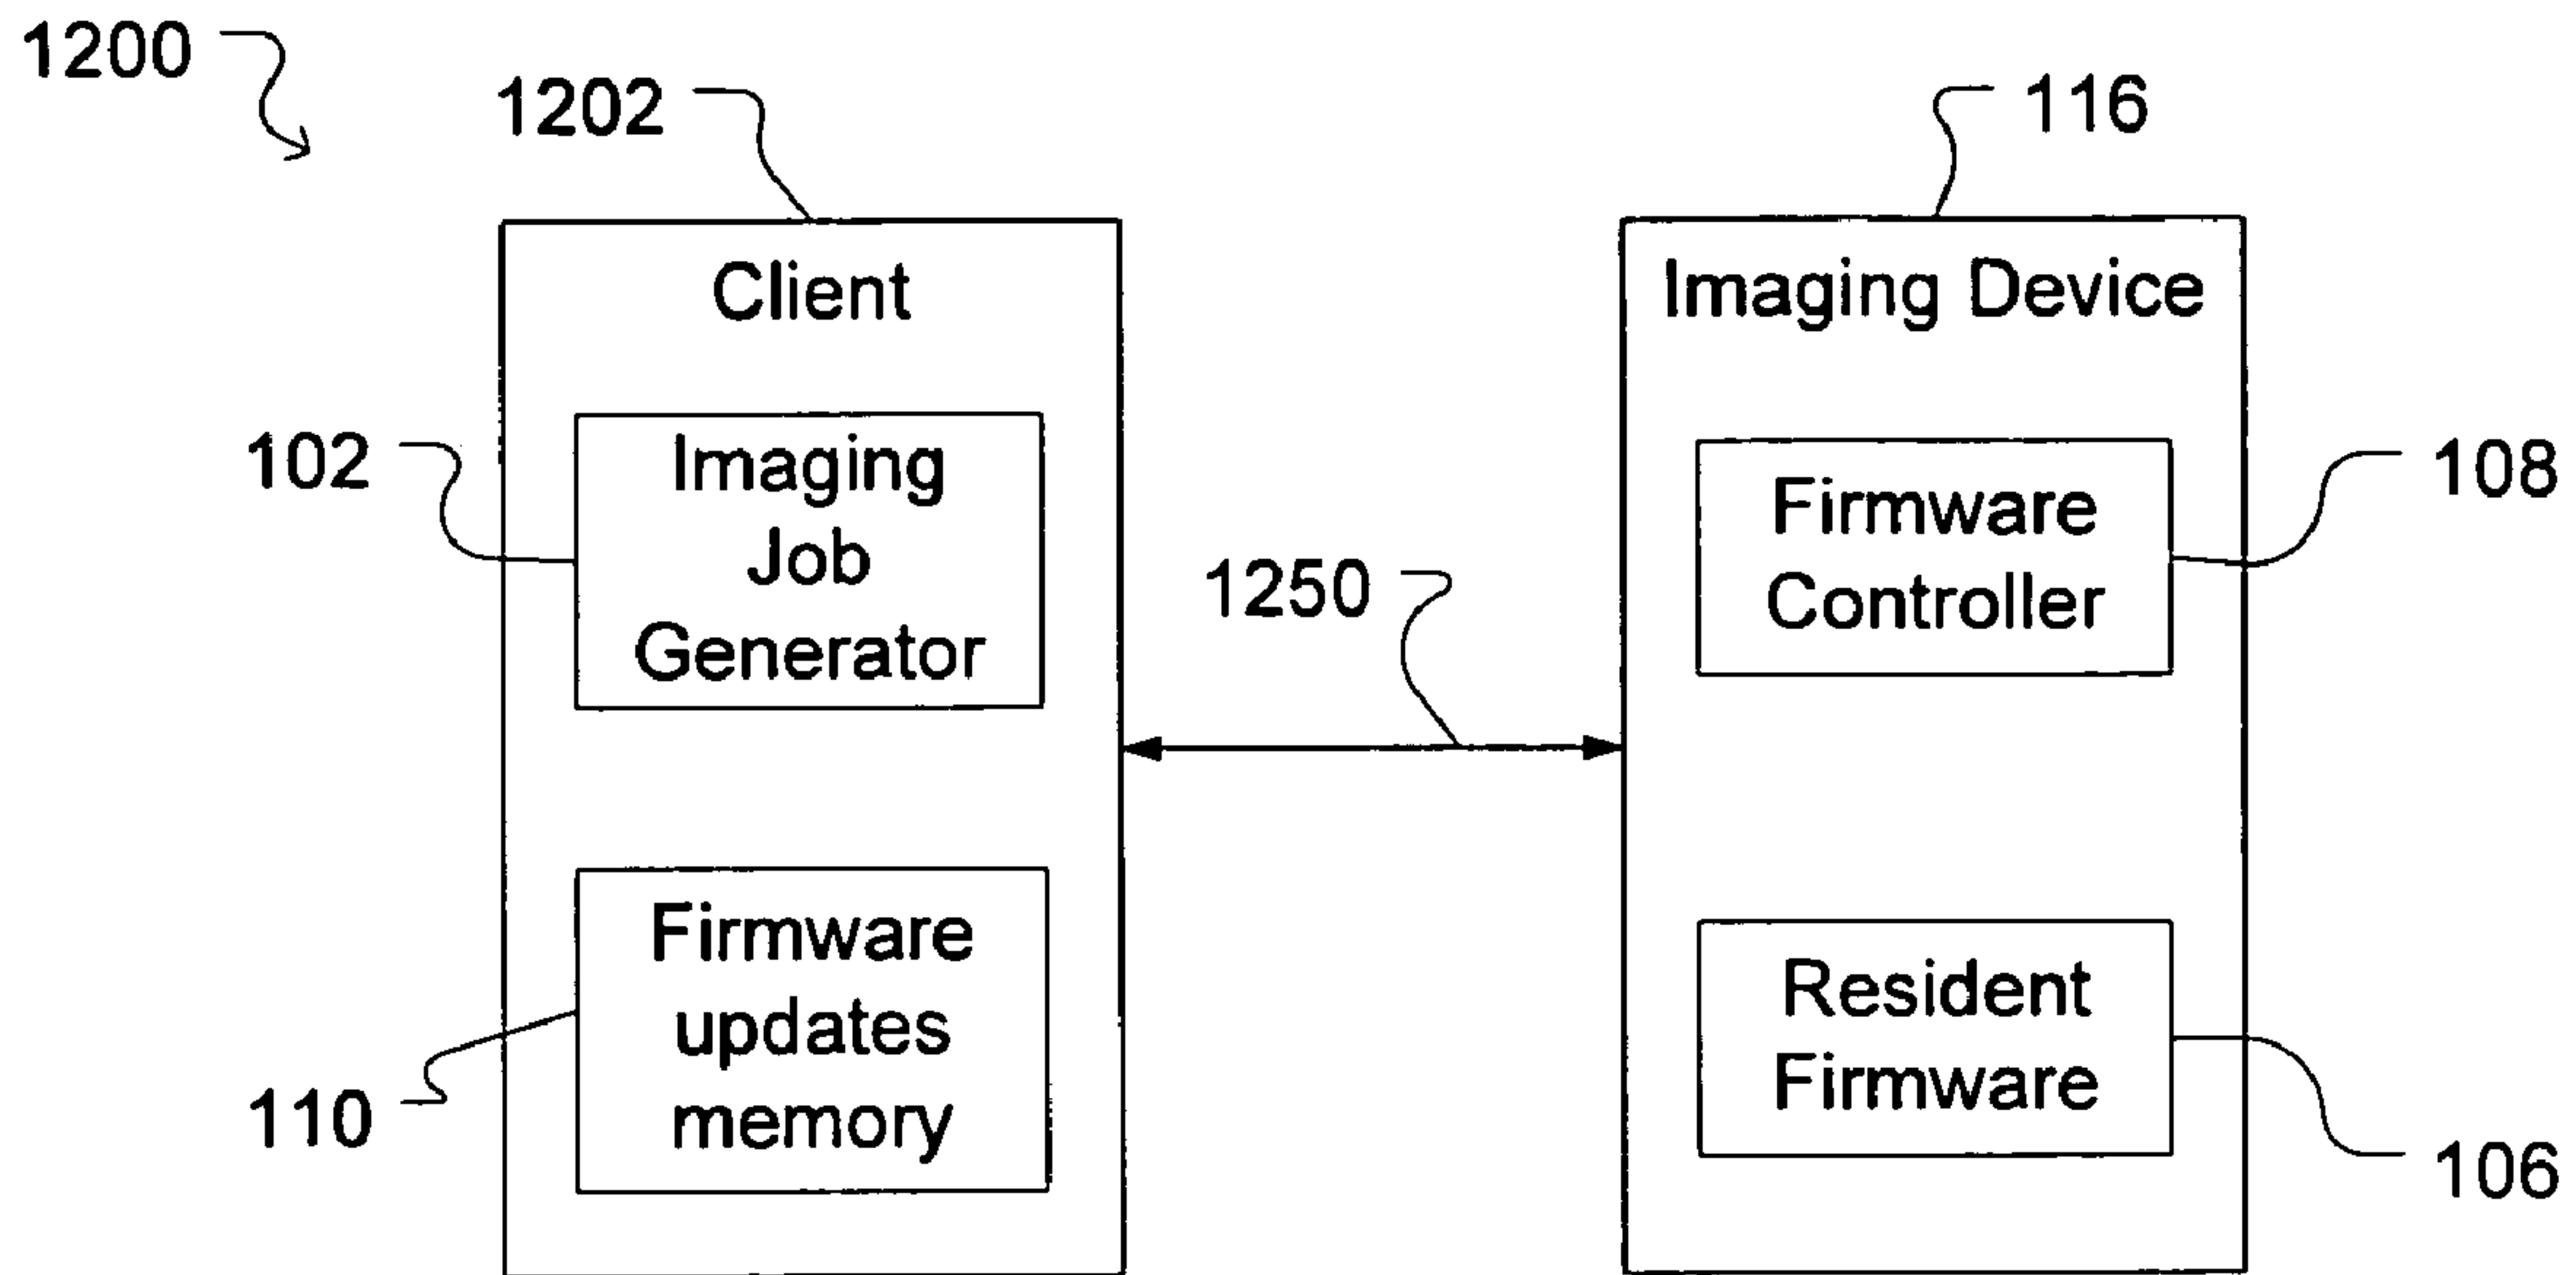 1200
1202
116
Client
Imaging Device
102
Imaging
Job
Generator
1250
Firmware
Controller
108
Firmware
updates
memory
110
Resident
Firmware
106